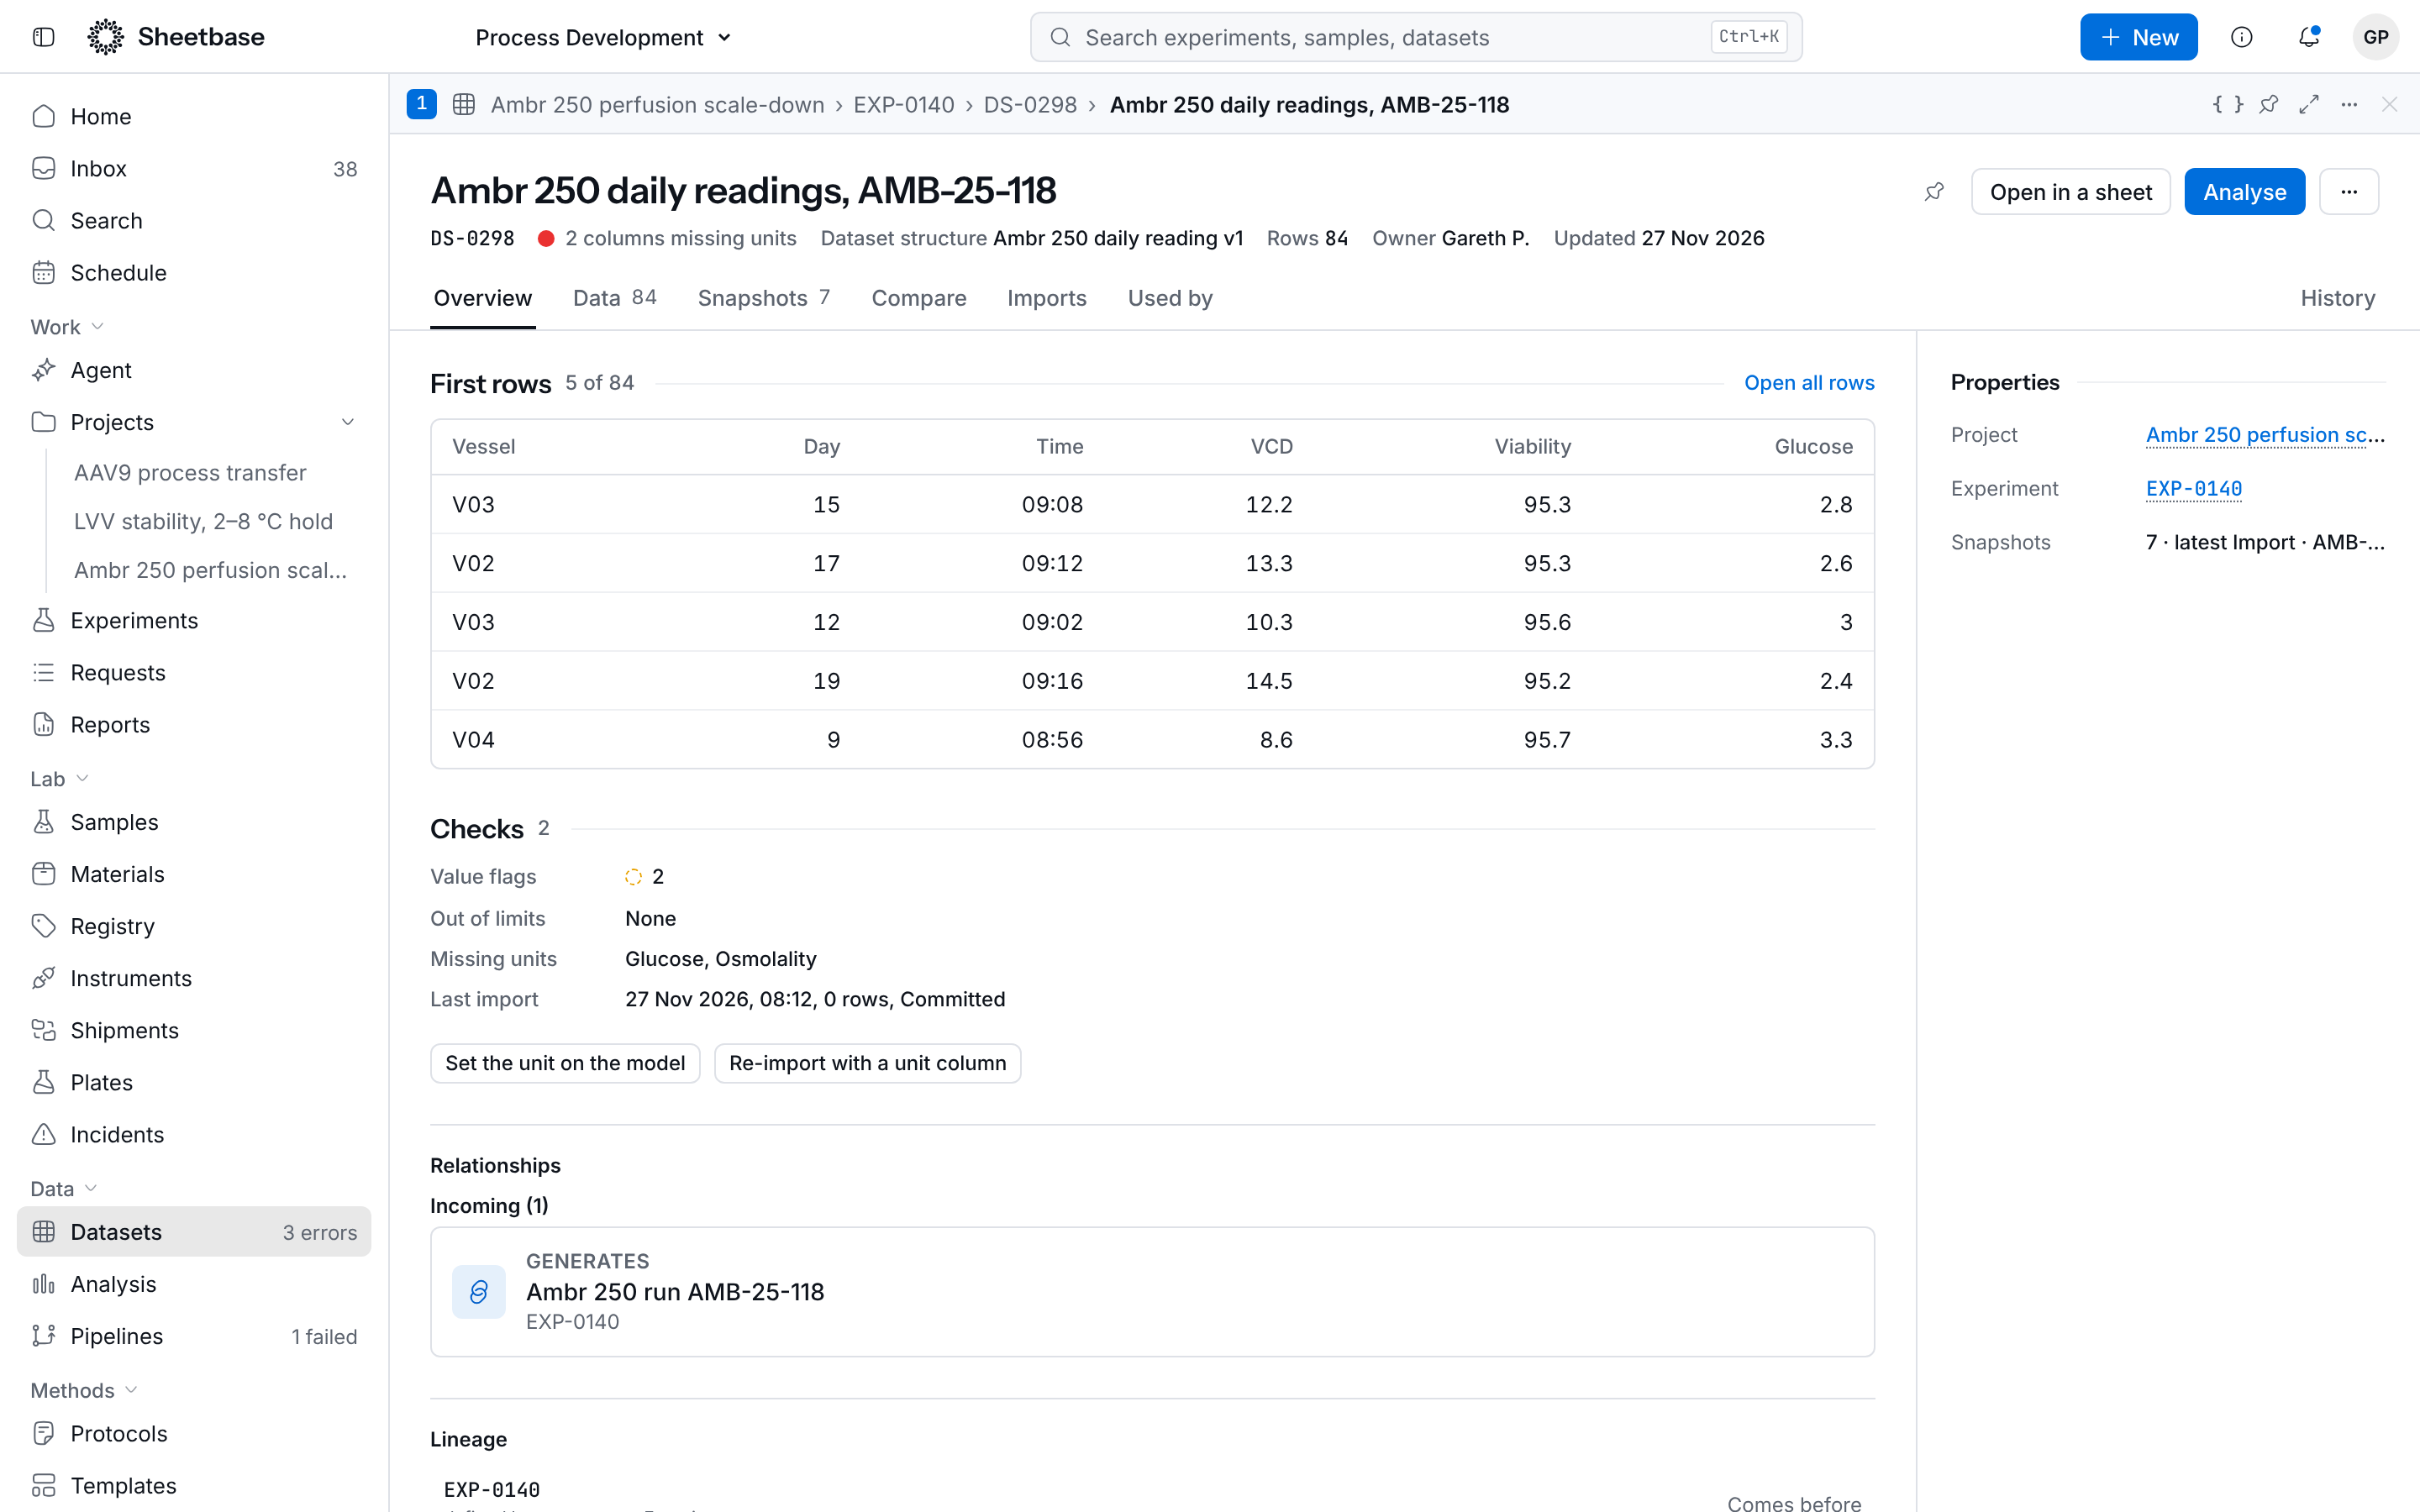 Sheetbase
Process Development
Search experiments, samples, datasets
Ctrl+K
New
GP
Home
Inbox 38
Search
Schedule
Work
Agent
Projects
AAV9 process transfer
LVV stability, 2–8 °C hold
Ambr 250 perfusion scal...
Experiments
Requests
Reports
Lab
Samples
Materials
Registry
Instruments
Shipments
Plates
Incidents
Data
Datasets 3 errors
Analysis
Pipelines 1 failed
Methods
Protocols
Templates
1 Ambr 250 perfusion scale-down › EXP-0140 › DS-0298 › Ambr 250 daily readings, AMB-25-118
{ }
Ambr 250 daily readings, AMB-25-118
Open in a sheet
Analyse
DS-0298 2 columns missing units Dataset structure Ambr 250 daily reading v1 Rows 84 Owner Gareth P. Updated 27 Nov 2026
Overview Data 84 Snapshots 7 Compare Imports Used by History
First rows 5 of 84 Open all rows
Vessel Day Time VCD Viability Glucose
V03 15 09:08 12.2 95.3 2.8
V02 17 09:12 13.3 95.3 2.6
V03 12 09:02 10.3 95.6 3
V02 19 09:16 14.5 95.2 2.4
V04 9 08:56 8.6 95.7 3.3
Checks 2
Value flags 2
Out of limits None
Missing units Glucose, Osmolality
Last import 27 Nov 2026, 08:12, 0 rows, Committed
Set the unit on the model
Re-import with a unit column
Relationships
Incoming (1)
GENERATES
Ambr 250 run AMB-25-118
EXP-0140
Lineage
EXP-0140
Comes before
Properties
Project Ambr 250 perfusion sc...
Experiment EXP-0140
Snapshots 7 · latest Import · AMB-...